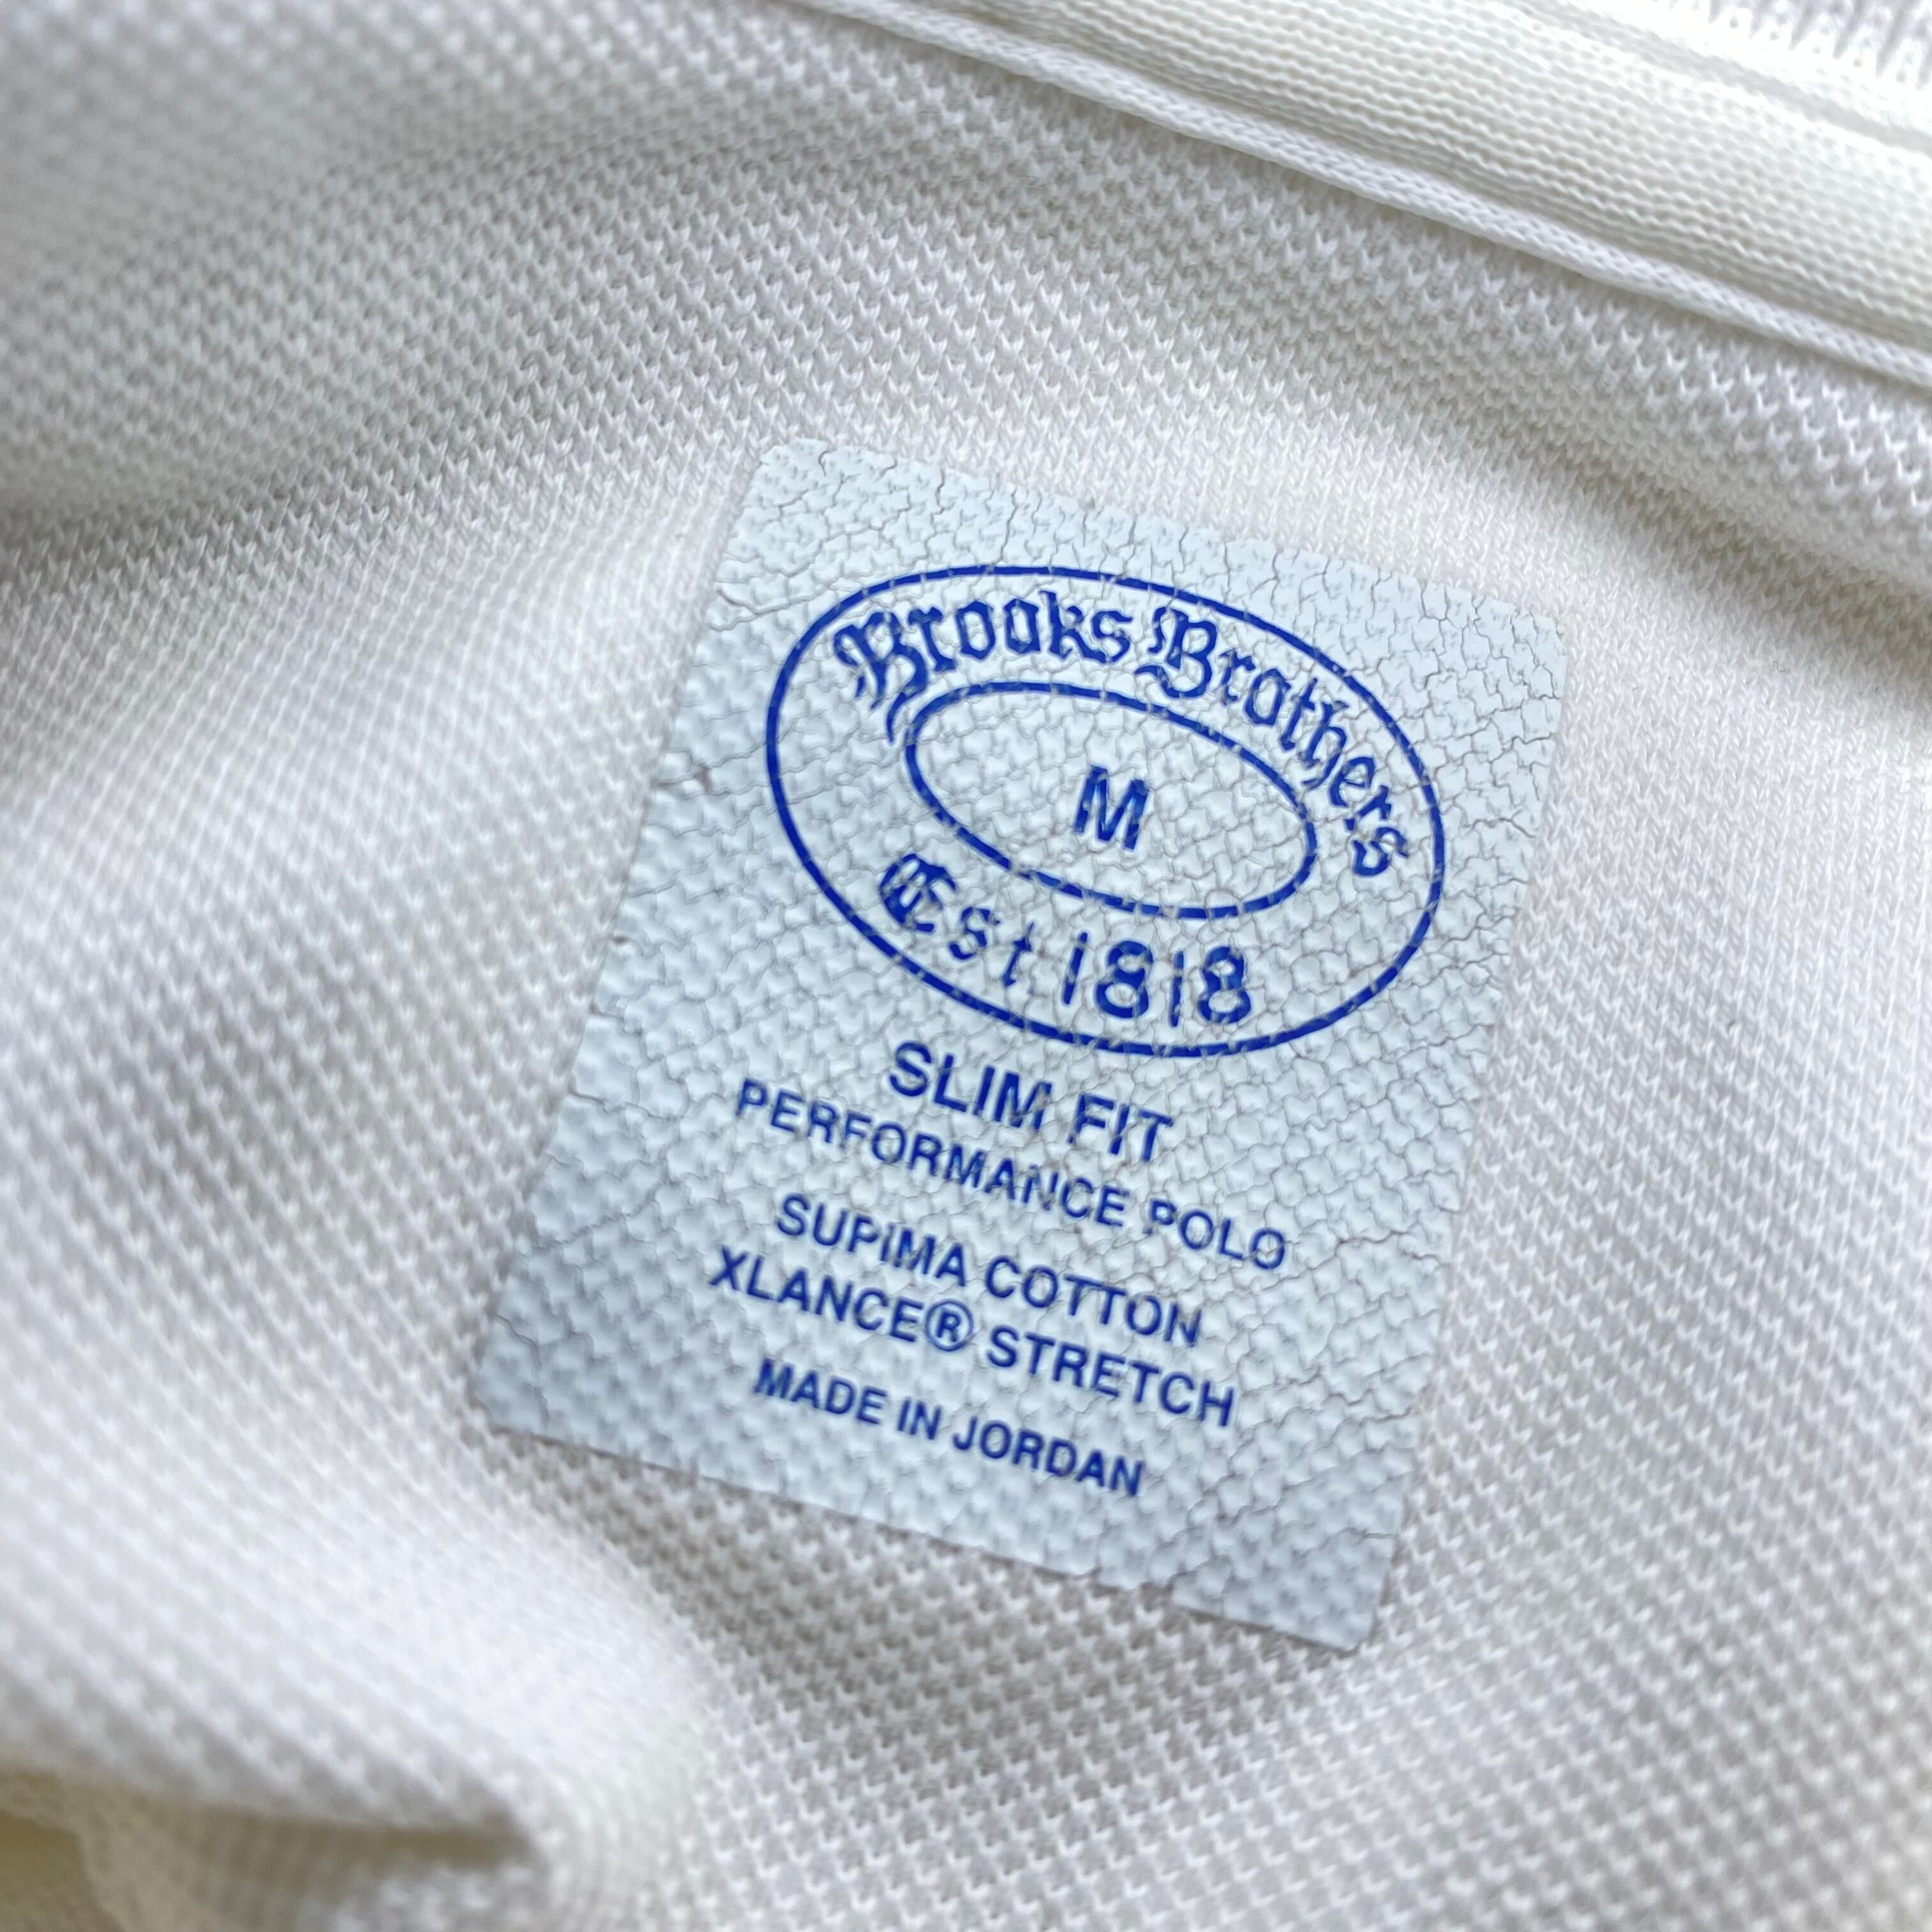 Brooks Brothers
M
Est 1818
SLIM FIT
PERFORMANCE POLO
SUPIMA COTTON
XLANCE® STRETCH
MADE IN JORDAN